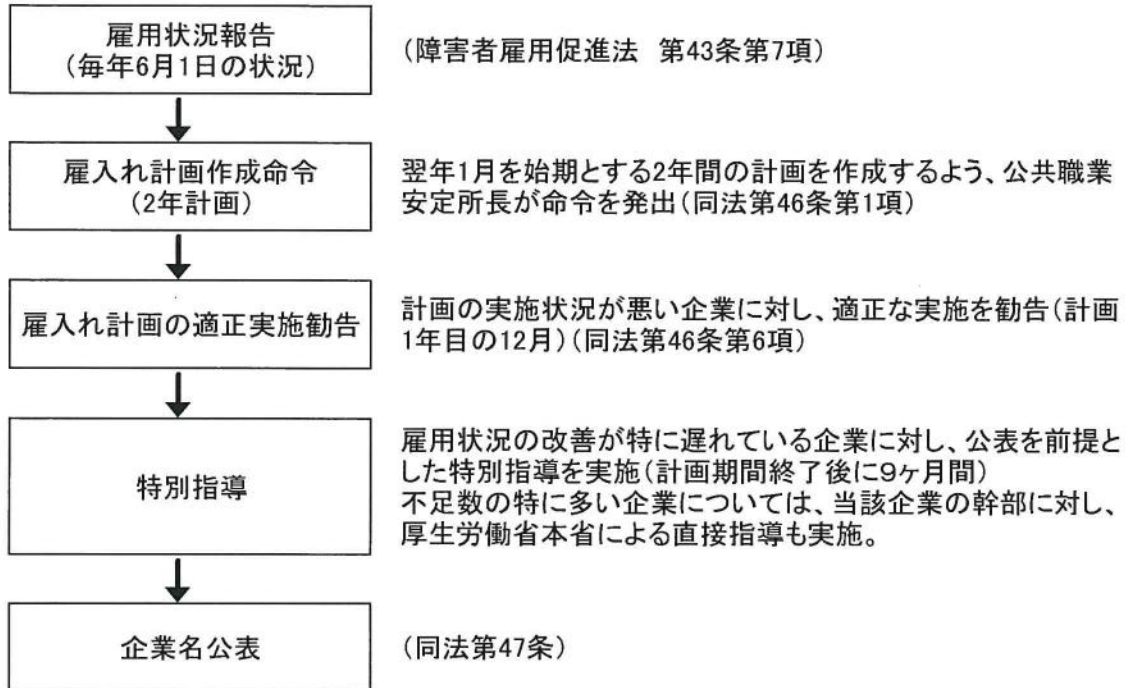 雇用状況報告
(毎年6月1日の状況)
(障害者雇用促進法 第43条第7項)
雇入れ計画作成命令
(2年計画)
翌年1月を始期とする2年間の計画を作成するよう、公共職業
安定所長が命令を発出(同法第46条第1項)
雇入れ計画の適正実施勧告
計画の実施状況が悪い企業に対し、適正な実施を勧告(計画
1年目の12月)(同法第46条第6項)
特別指導
雇用状況の改善が特に遅れている企業に対し、公表を前提と
した特別指導を実施(計画期間終了後に9ヶ月間)
不足数の特に多い企業については、当該企業の幹部に対し、
厚生労働省本省による直接指導も実施。
企業名公表
(同法第47条)